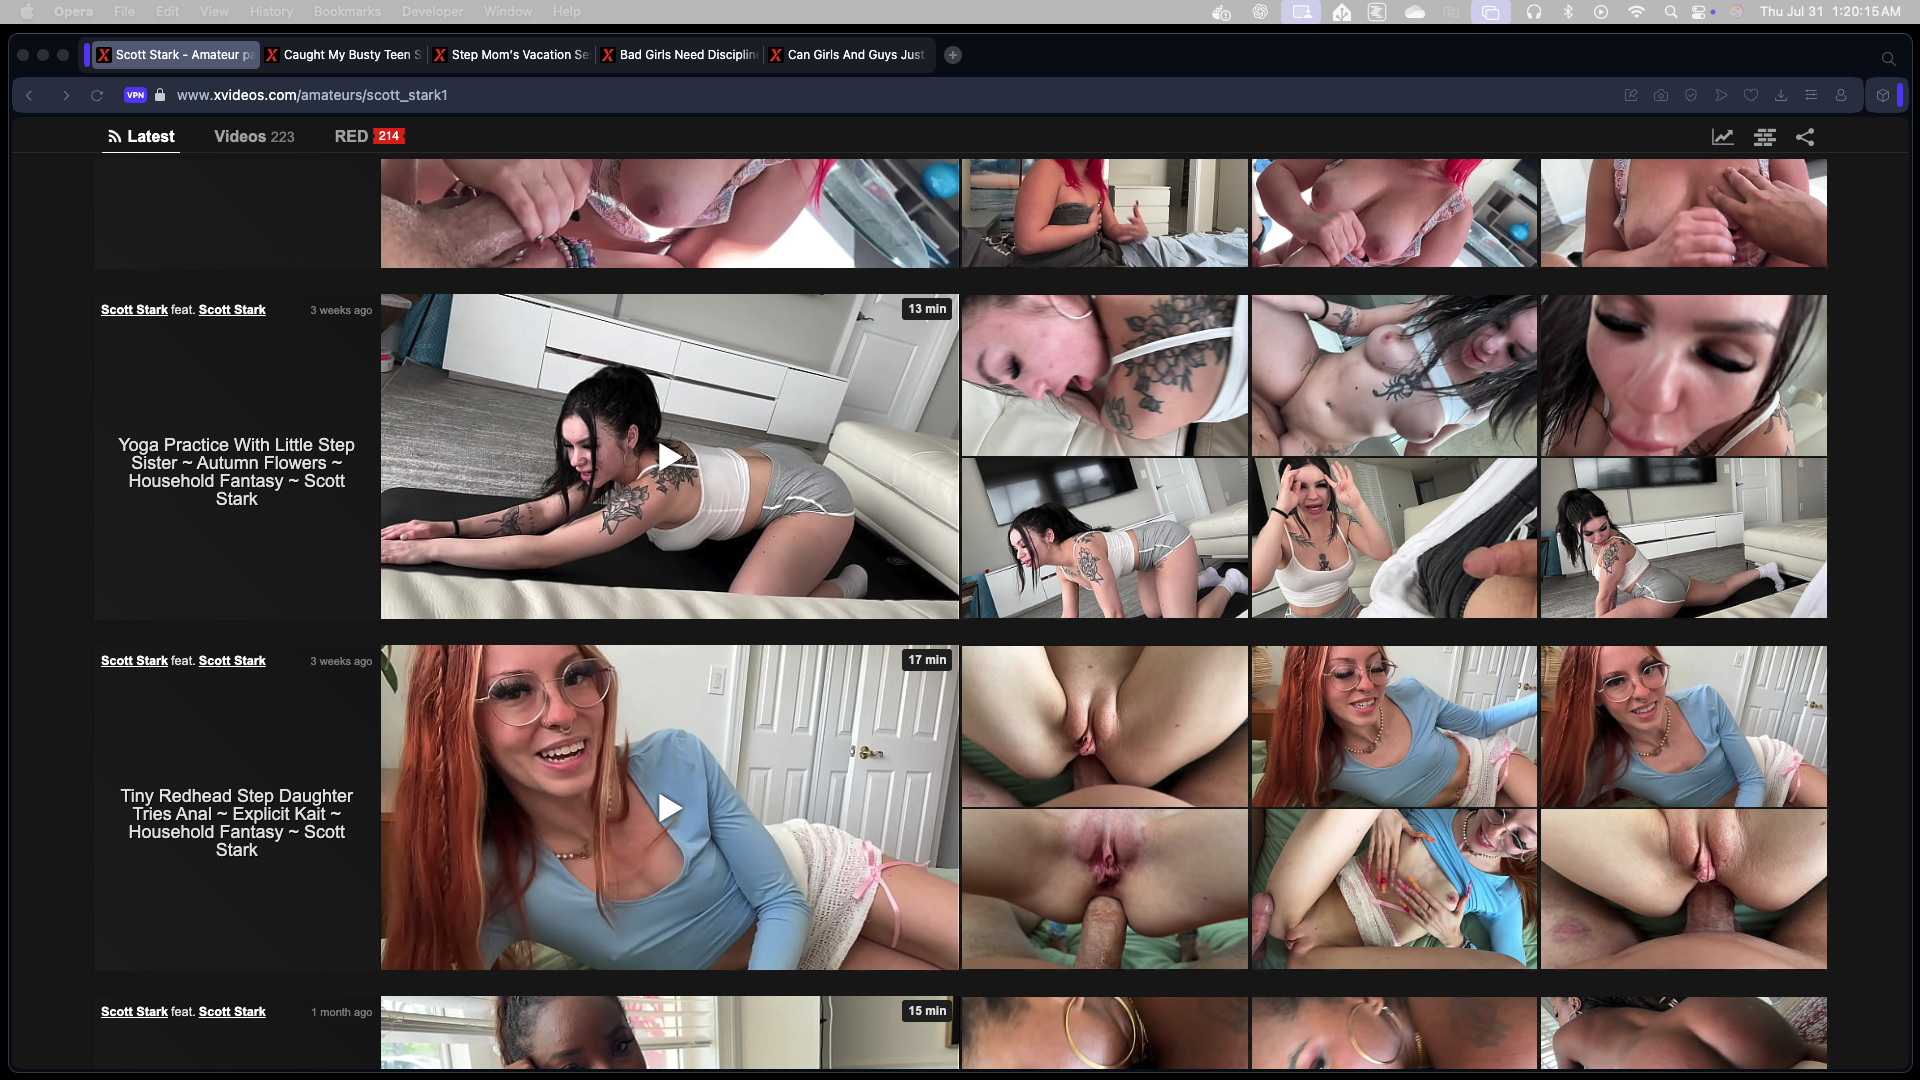 Opera File Edit View History Bookmarks Developer Window Help Thu Jul 31 1:20:15 AM
Scott Stark - Amateur pa Caught My Busty Teen S Step Mom's Vacation Se Bad Girls Need Disciplin Can Girls And Guys Just
VPN www.xvideos.com/amateurs/scott_stark1
Latest Videos 223 RED 214
Scott Stark feat. Scott Stark 3 weeks ago
13 min
Yoga Practice With Little Step
Sister ~ Autumn Flowers ~
Household Fantasy ~ Scott
Stark
Scott Stark feat. Scott Stark 3 weeks ago
17 min
Tiny Redhead Step Daughter
Tries Anal ~ Explicit Kait ~
Household Fantasy ~ Scott
Stark
Scott Stark feat. Scott Stark 1 month ago
15 min